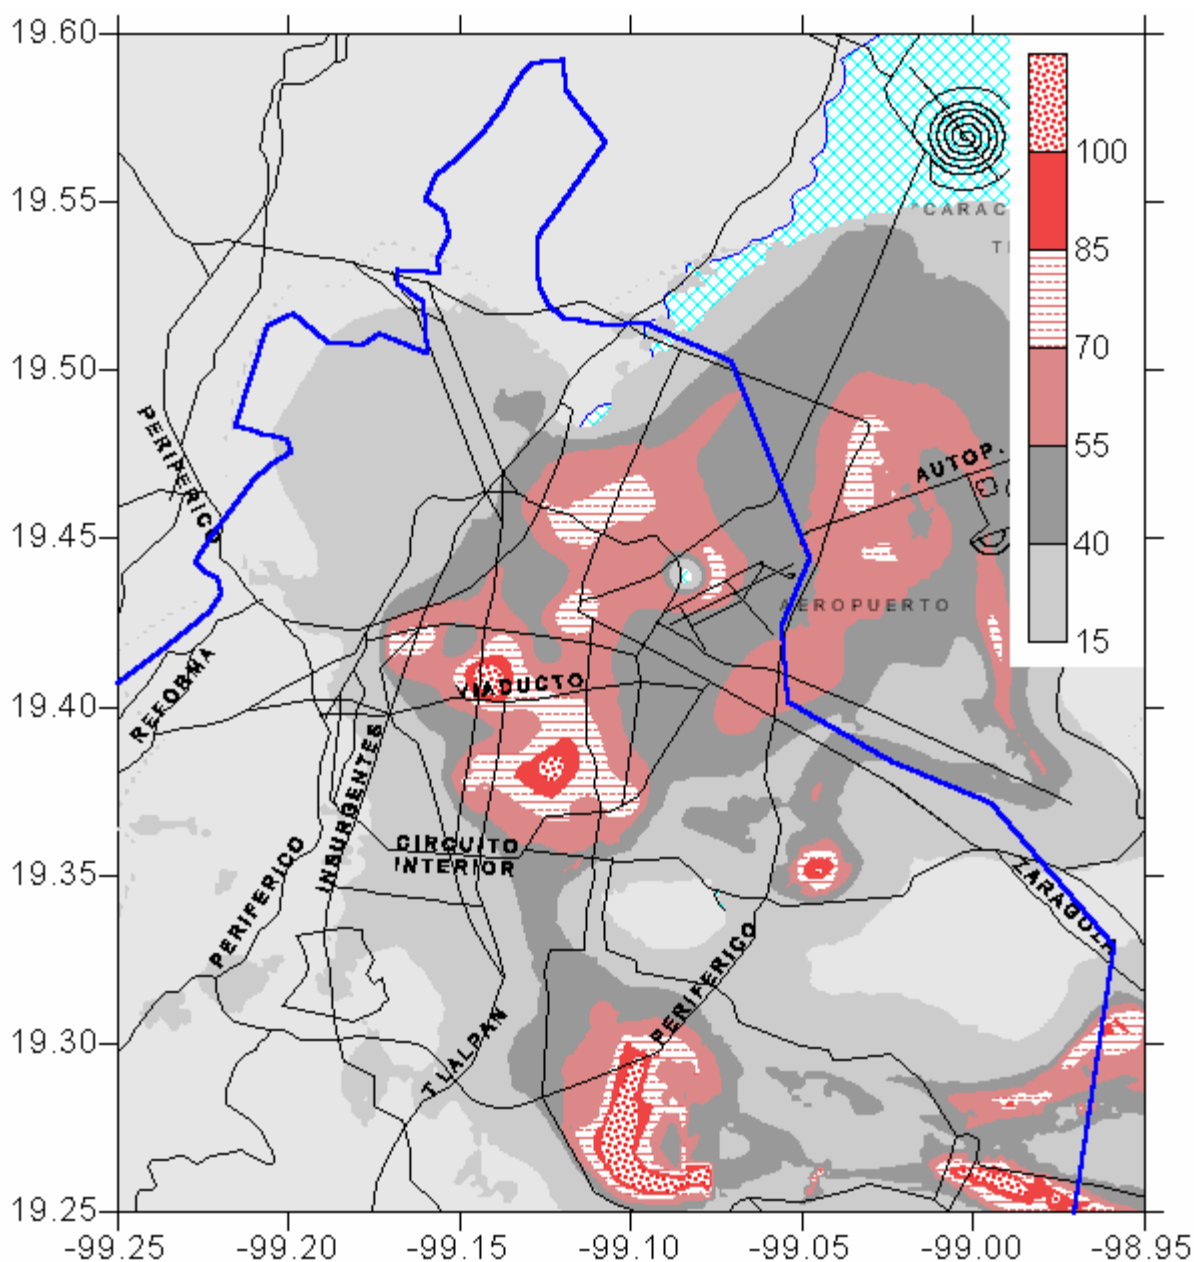 19.60
19.55
19.50
19.45
19.40
19.35
19.30
19.25
-99.25
-99.20
-99.15
-99.10
-99.05
-99.00
-98.95
100
85
70
55
40
15
"CARAC
T
AUTOP.
AEROPUERTO
PERIFERICO
REFORMA
VIADUCTO
INSURGENTES
CIRCUITO
INTERIOR
PERIFERICO
ZARAGOZA
PERIFERICO
TLALPAN